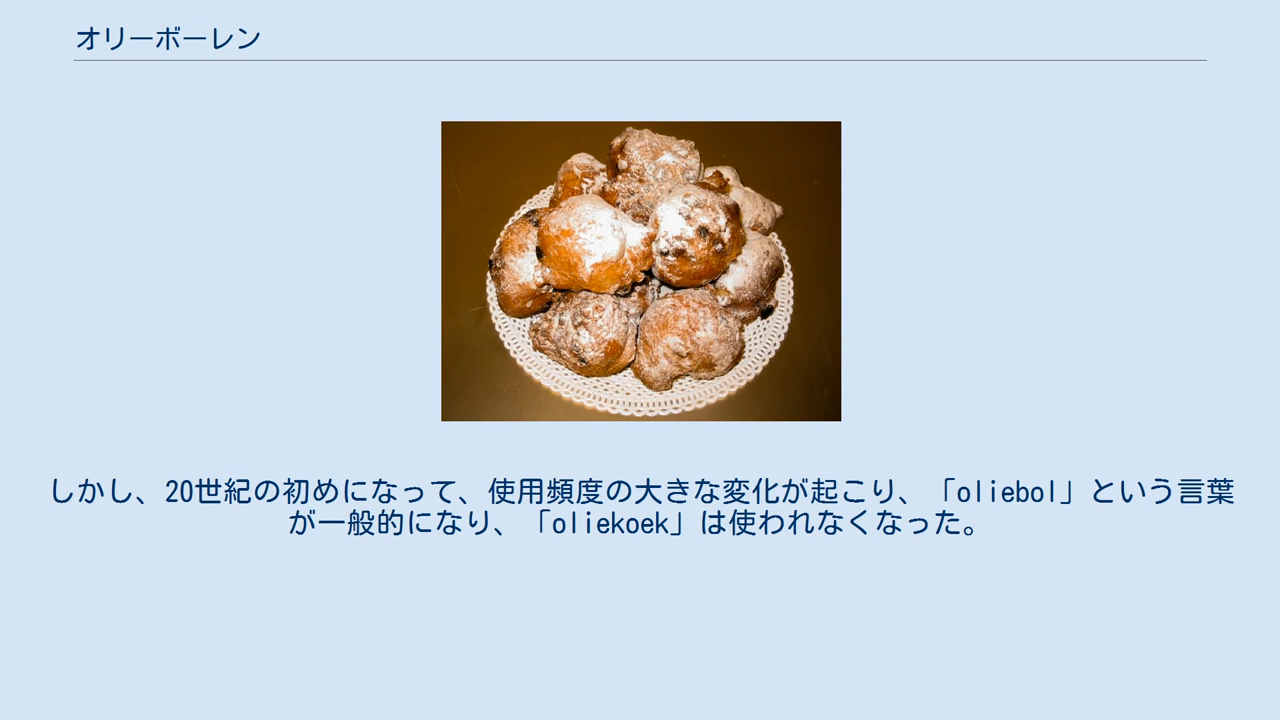 オリーボーレン
しかし、20世紀の初めになって、使用頻度の大きな変化が起こり、「oliebol」という言葉
が一般的になり、「oliekoek」は使われなくなった。